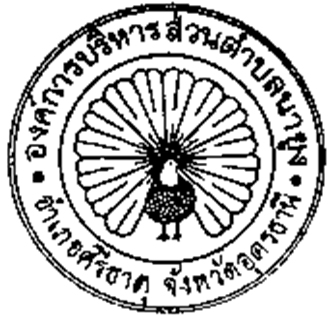 องค์การบริหารส่วนตำบลนายูง
อำเภอศรีธาตุ จังหวัดอุดรธานี